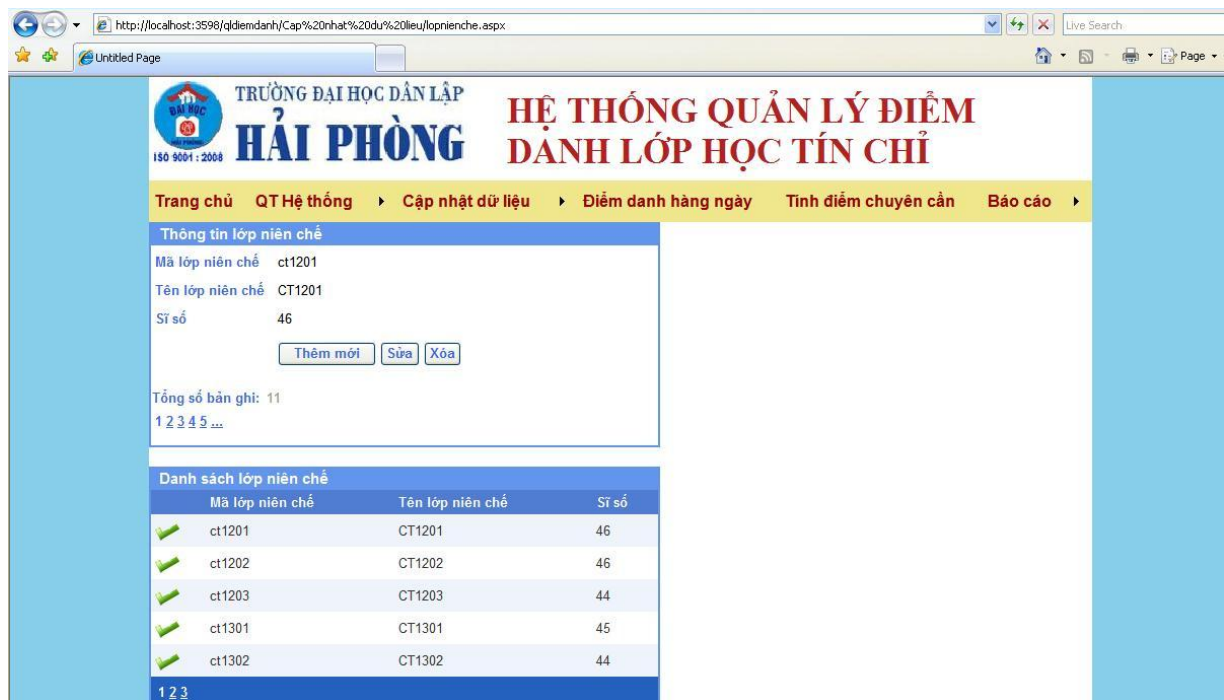 http://localhost:3598/qldiemdanh/Cap%20nhat%20du%20lieu/lopnienche.aspx
Live Search
Untitled Page
Page
ĐẠI HỌC
HẢI PHÒNG
ISO 9001 : 2008
TRƯỜNG ĐẠI HỌC DÂN LẬP
HẢI PHÒNG
HỆ THỐNG QUẢN LÝ ĐIỂM
DANH LỚP HỌC TÍN CHỈ
Trang chủ QT Hệ thống Cập nhật dữ liệu Điểm danh hàng ngày Tính điểm chuyên cần Báo cáo
Thông tin lớp niên chế
Mã lớp niên chế ct1201
Tên lớp niên chế CT1201
Sĩ số 46
Thêm mới Sửa Xóa
Tổng số bản ghi: 11
1 2 3 4 5 ...
Danh sách lớp niên chế
Mã lớp niên chế Tên lớp niên chế Sĩ số
ct1201 CT1201 46
ct1202 CT1202 46
ct1203 CT1203 44
ct1301 CT1301 45
ct1302 CT1302 44
1 2 3